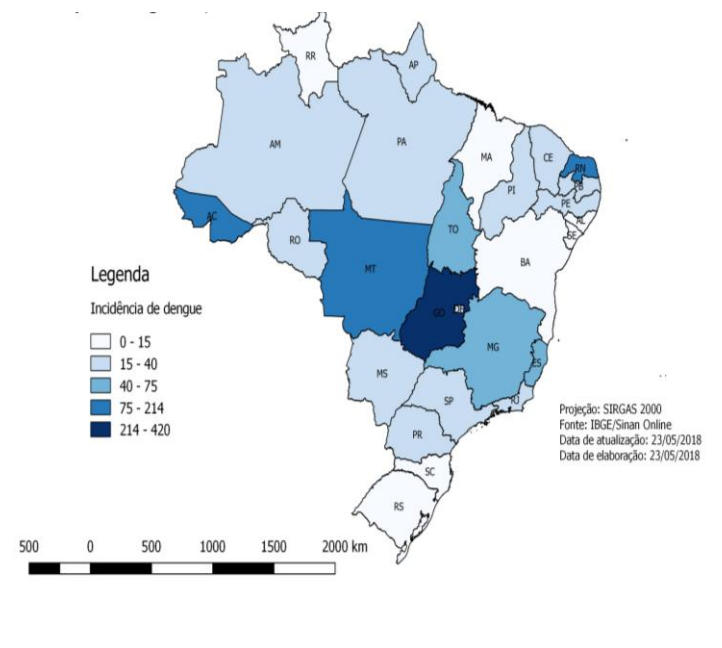 RR
AP
AM
PA
MA
CE
RN
PB
PI
PE
AL
SE
AC
TO
RO
BA
MT
GO
DF
MG
ES
MS
SP
RJ
PR
SC
RS
Legenda
Incidência de dengue
0 - 15
15 - 40
40 - 75
75 - 214
214 - 420
Projeção: SIRGAS 2000
Fonte: IBGE/Sinan Online
Data de atualização: 23/05/2018
Data de elaboração: 23/05/2018
500 0 500 1000 1500 2000 km